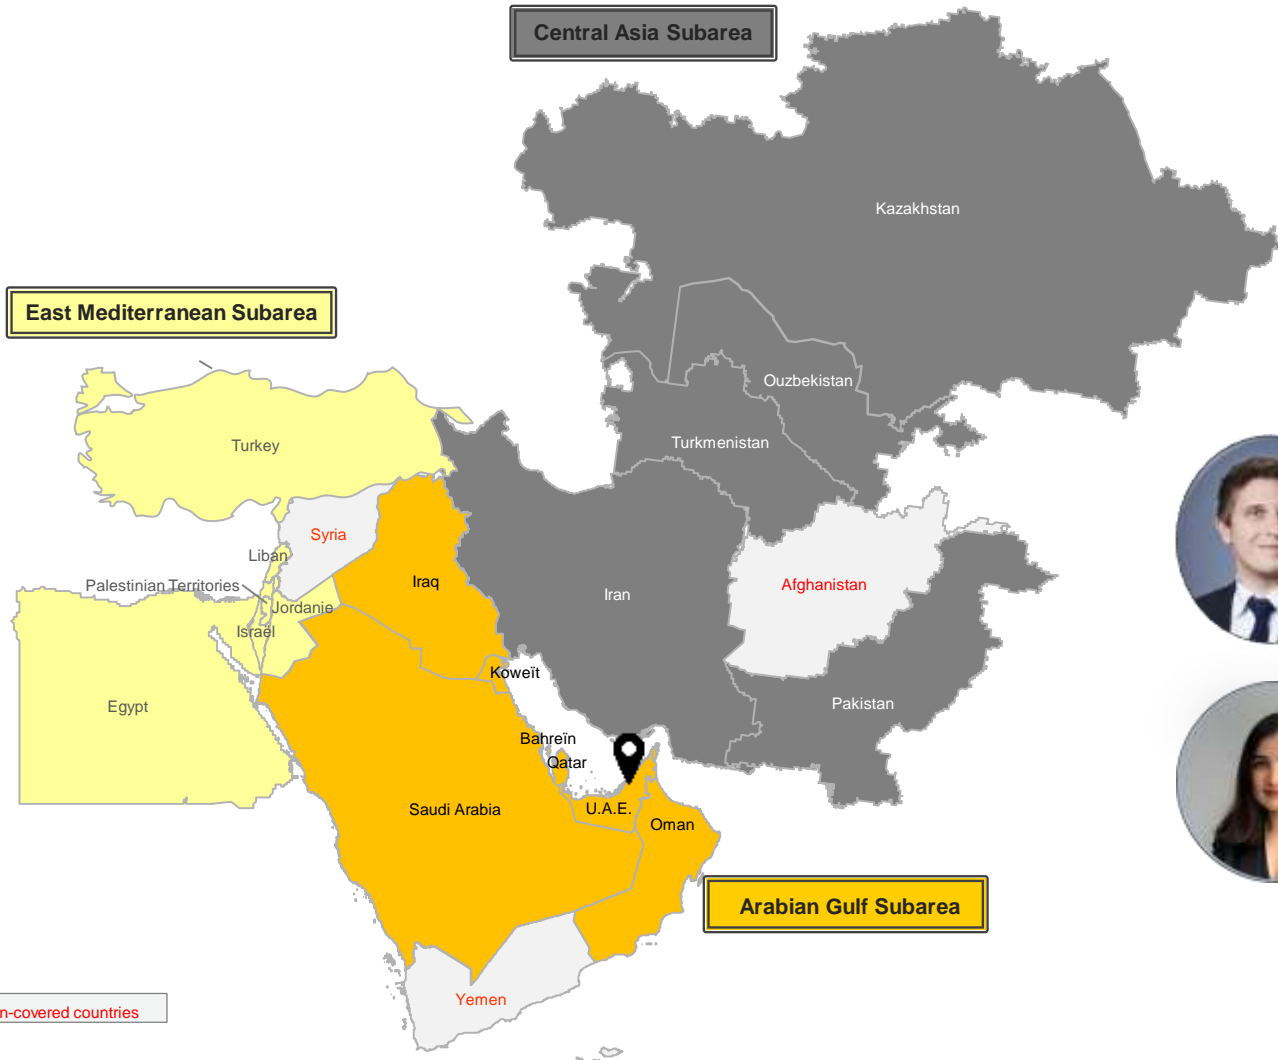 Central Asia Subarea
Kazakhstan
East Mediterranean Subarea
Ouzbekistan
Turkey
Turkmenistan
Syria
Liban
Palestinian Territories
Iraq
Afghanistan
Iran
Jordanie
Israël
Koweït
Egypt
Pakistan
Bahreïn
Qatar
Saudi Arabia
U.A.E.
Oman
Arabian Gulf Subarea
Yemen
n-covered countries